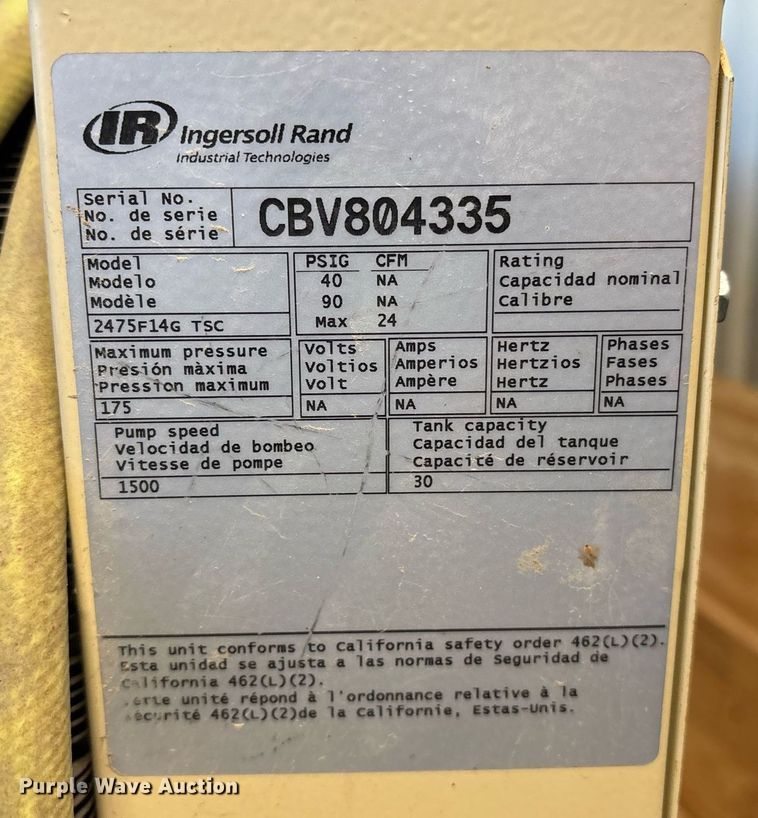 IR Ingersoll Rand
Industrial Technologies
Serial No.
No. de serie
No. de série
CBV804335
Model
Modelo
Modèle
2475F14G TSC
PSIG CFM
40 NA
90 NA
Max 24
Rating
Capacidad nominal
Calibre
Maximum pressure
Presión màxima
Pression maximum
175
Volts
Voltios
Volt
NA
Amps
Amperios
Ampère
NA
Hertz
Hertzios
Hertz
NA
Phases
Fases
Phases
NA
Pump speed
Velocidad de bombeo
Vitesse de pompe
1500
Tank capacity
Capacidad del tanque
Capacité de réservoir
30
This unit conforms to California safety order 462(L)(2).
Esta unidad se ajusta a las normas de Seguridad de
California 462(L)(2).
unité répond à l'ordonnance relative à la
sécurité 462(L)(2)de la Californie, Estas-Unis.
Purple Wave Auction